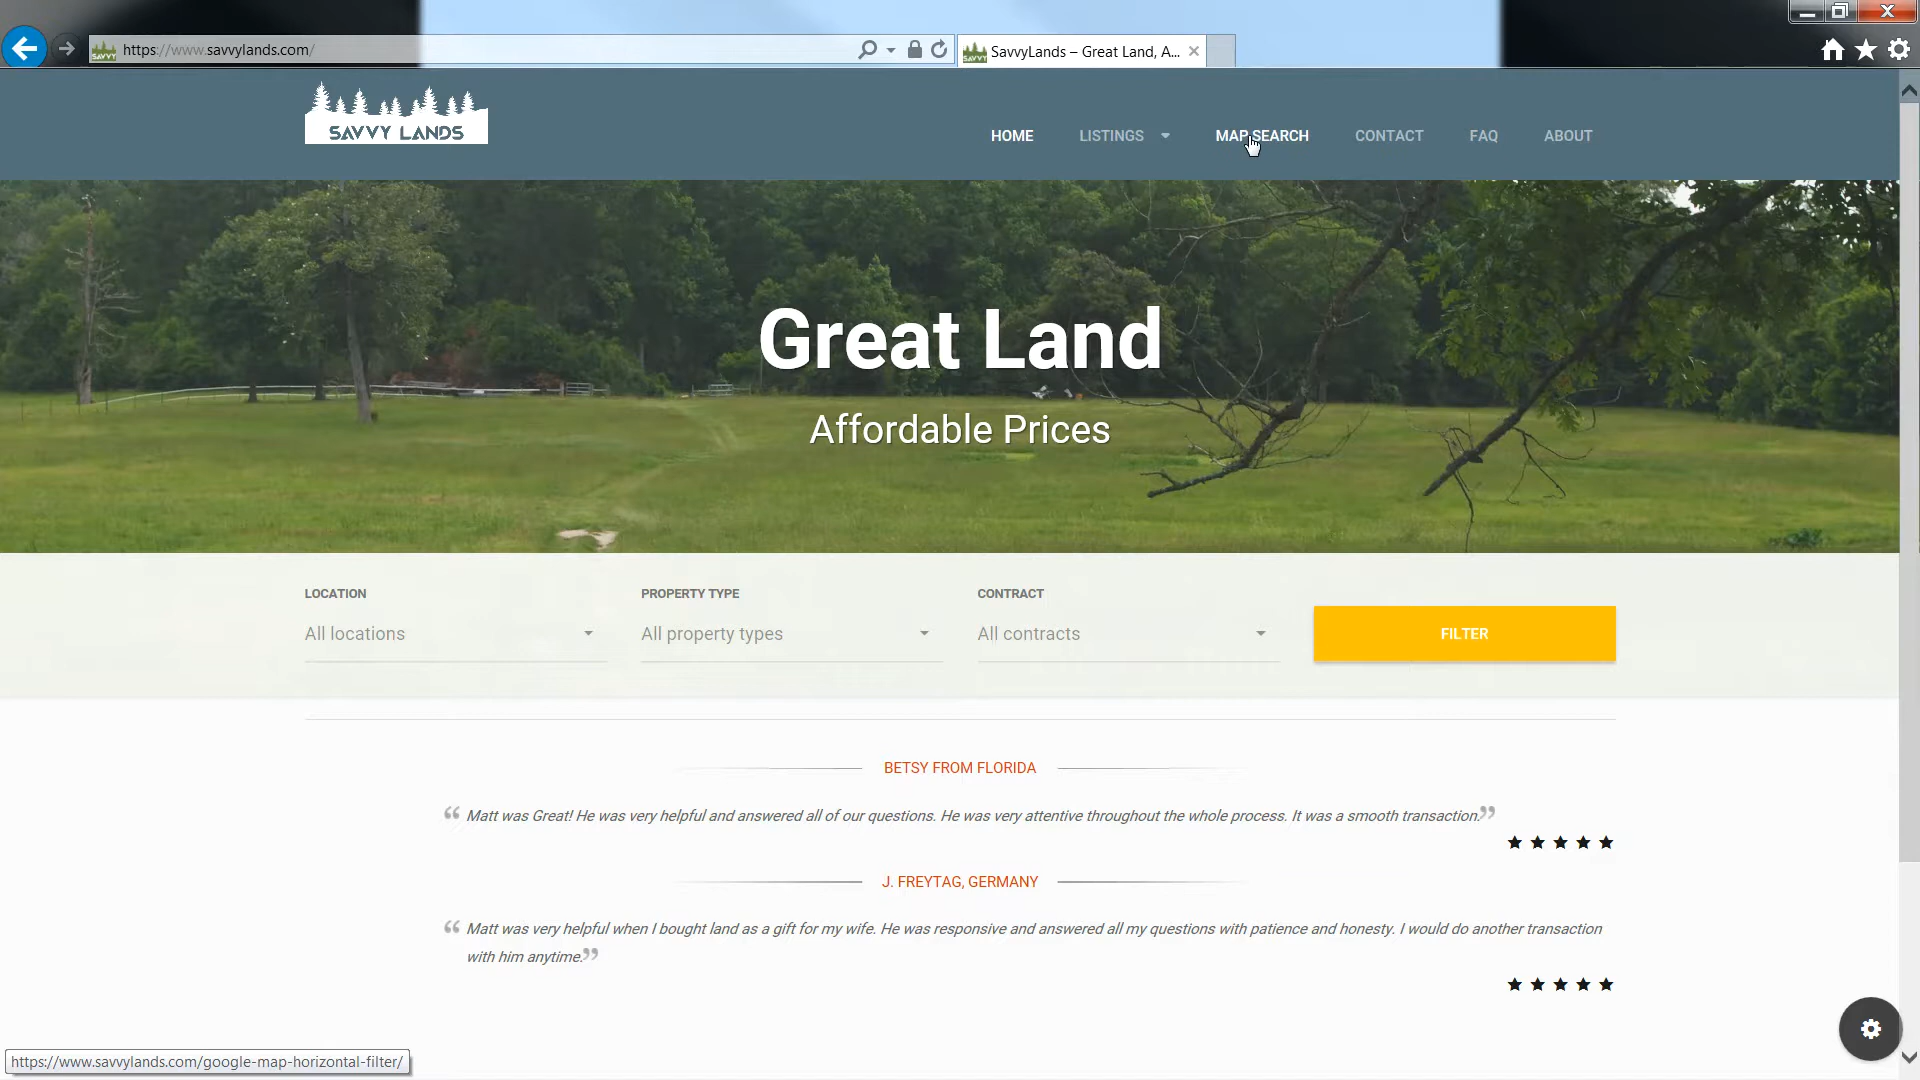 https://www.savvylands.com/
SavvyLands – Great Land, A...
SAVVY LANDS
HOME
LISTINGS
MAP SEARCH
CONTACT
FAQ
ABOUT
Great Land
Affordable Prices
LOCATION
PROPERTY TYPE
CONTRACT
All locations
All property types
All contracts
FILTER
BETSY FROM FLORIDA
“ Matt was Great! He was very helpful and answered all of our questions. He was very attentive throughout the whole process. It was a smooth transaction.”
★ ★ ★ ★ ★
J. FREYTAG, GERMANY
“ Matt was very helpful when I bought land as a gift for my wife. He was responsive and answered all my questions with patience and honesty. I would do another transaction
with him anytime.”
★ ★ ★ ★ ★
https://www.savvylands.com/google-map-horizontal-filter/